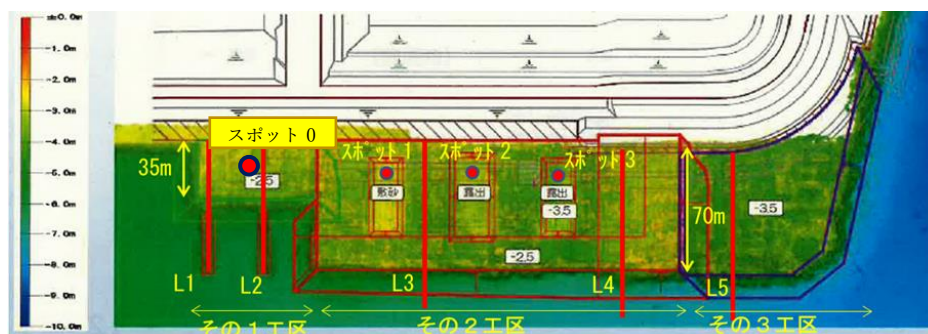 ±0.0m
-1.0m
-2.0m
-3.0m
-4.0m
-5.0m
-6.0m
-7.0m
-8.0m
-9.0m
-10.0m
スポット 0
35m
-2.5
スポット 1
スポット 2
スポット 3
散砂
露出
露出
-3.5
-2.5
70m
-3.5
L1
L2
L3
L4
L5
その1工区
その2工区
その3工区